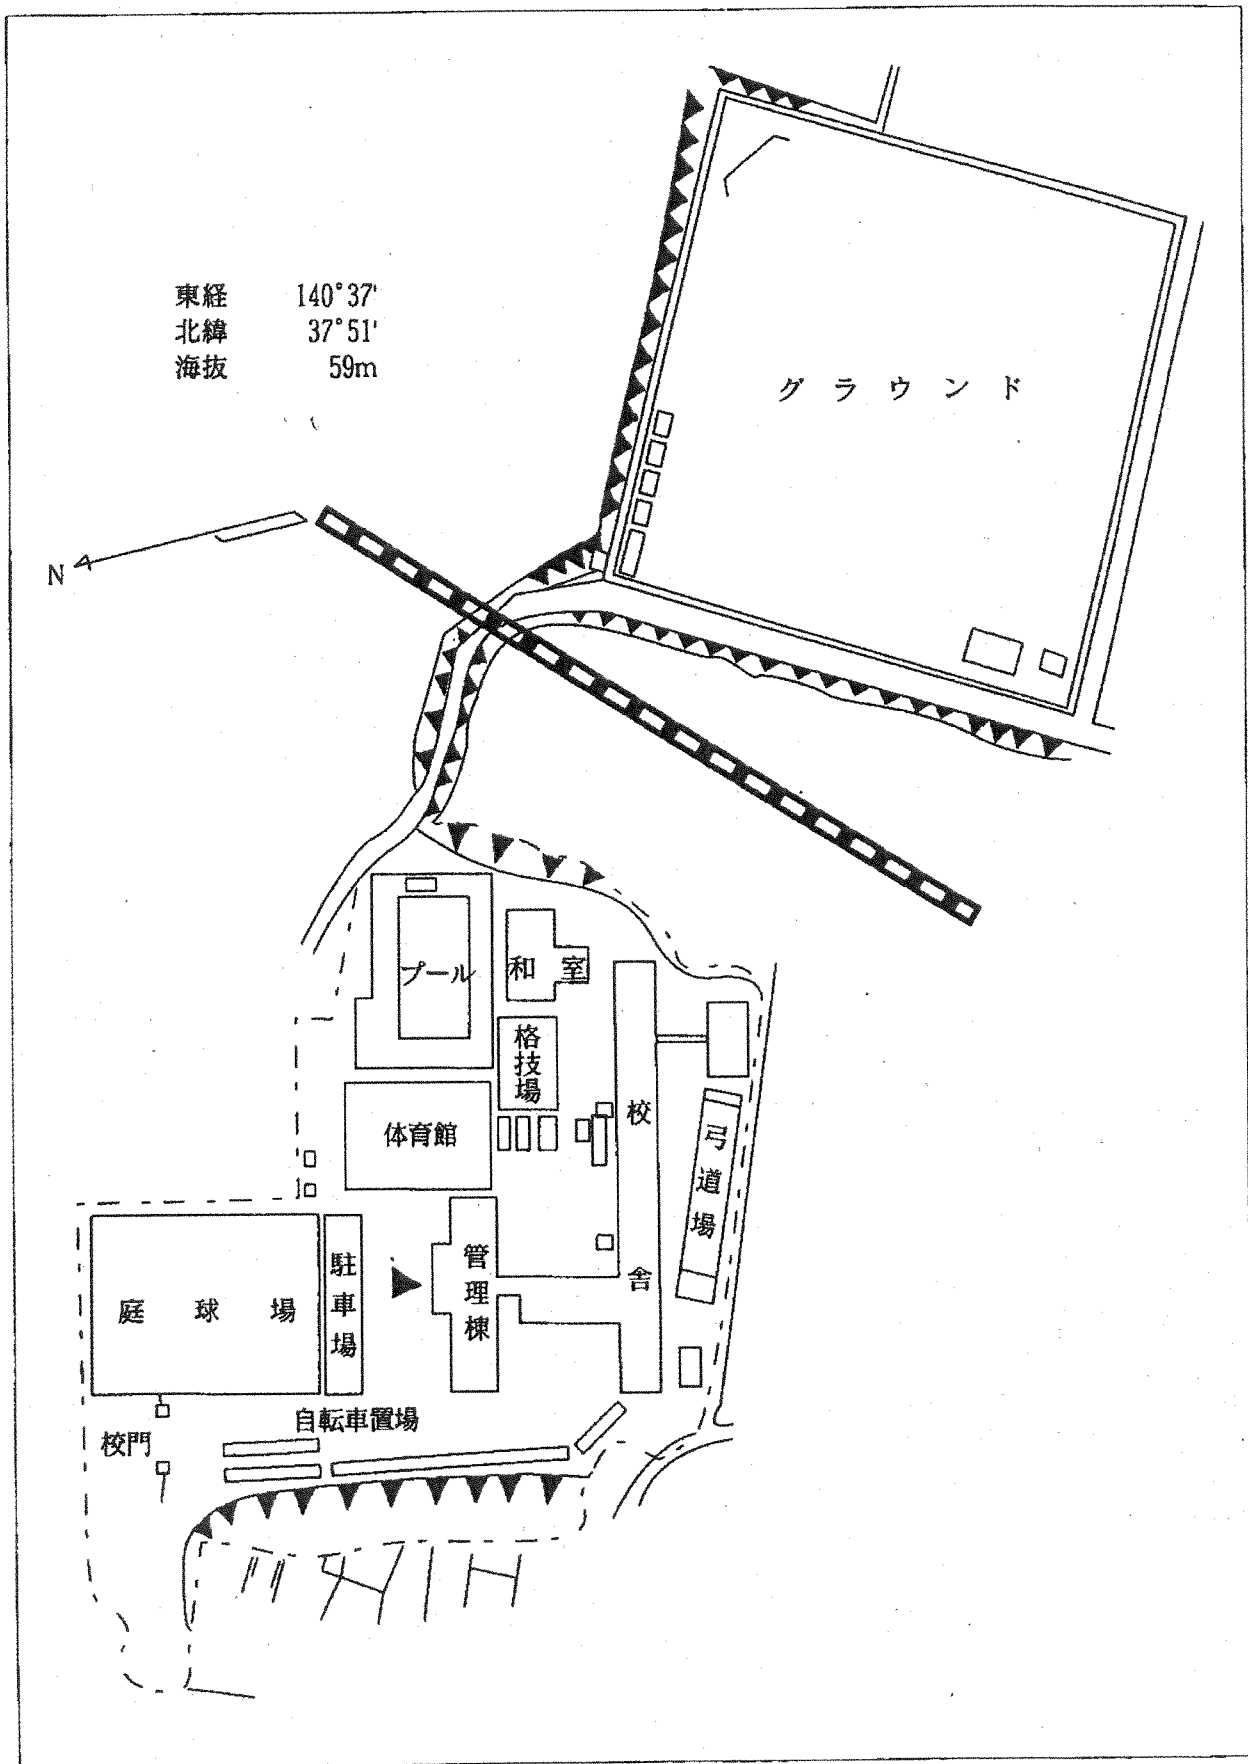 東経 140°37'
北緯 37°51'
海抜 59m
グラウンド
N
プール
和室
格技場
体育館
校舎
弓道場
管理棟
駐車場
庭球場
自転車置場
校門